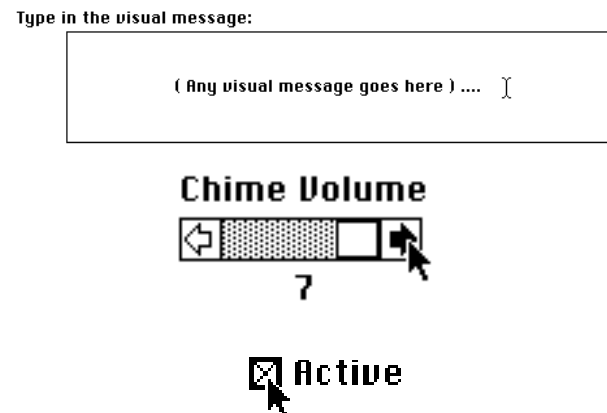 Type in the visual message:
( Any visual message goes here ) ....
Chime Volume
7
Active